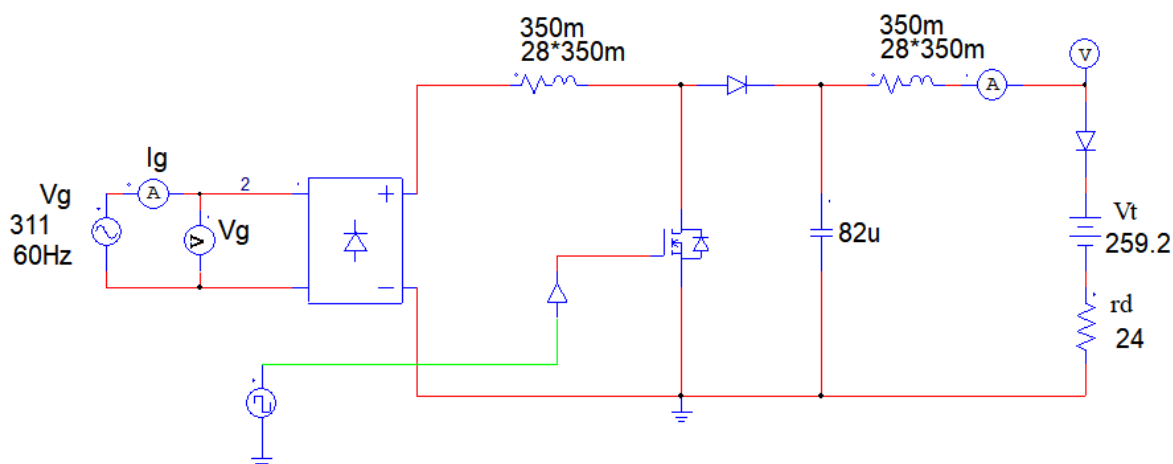 350m
28*350m
350m
28*350m
V
A
Ig
A
2
Vg
311
60Hz
V
Vg
+
−
82u
Vt
259.2
rd
24